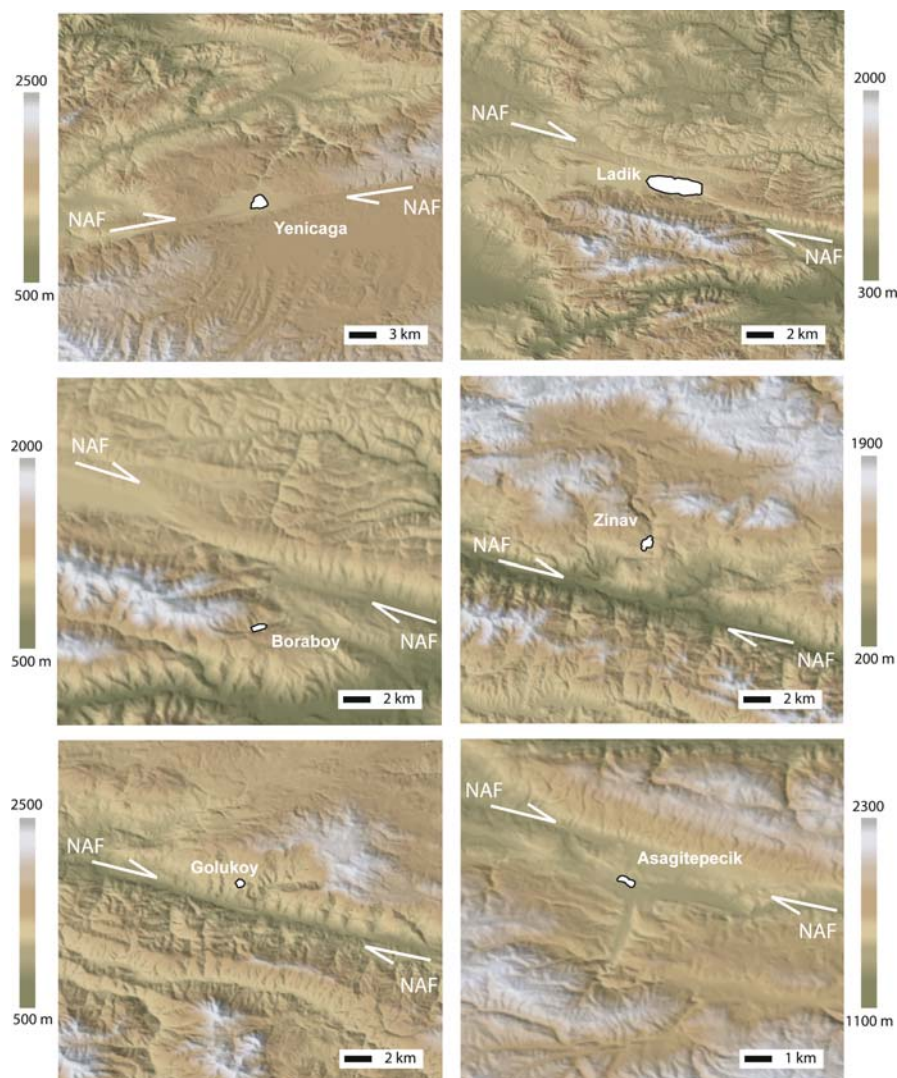 2500
500 m
NAF
NAF
Yenicaga
3 km
2000
300 m
NAF
Ladik
NAF
2 km
2000
500 m
NAF
NAF
Boraboy
2 km
1900
200 m
Zinav
NAF
NAF
2 km
2500
500 m
NAF
Golukoy
NAF
2 km
2300
1100 m
NAF
Asagitepecik
NAF
1 km